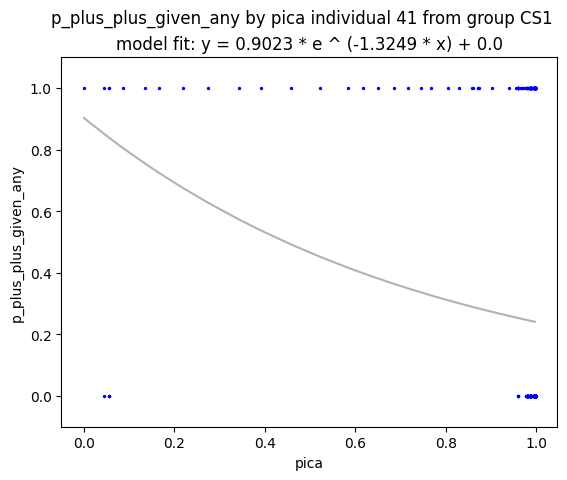 p_plus_plus_given_any by pica individual 41 from group CS1
model fit: y = 0.9023 * e ^ (-1.3249 * x) + 0.0
1.0
0.8
0.6
0.4
0.2
0.0
p_plus_plus_given_any
0.0 0.2 0.4 0.6 0.8 1.0
pica